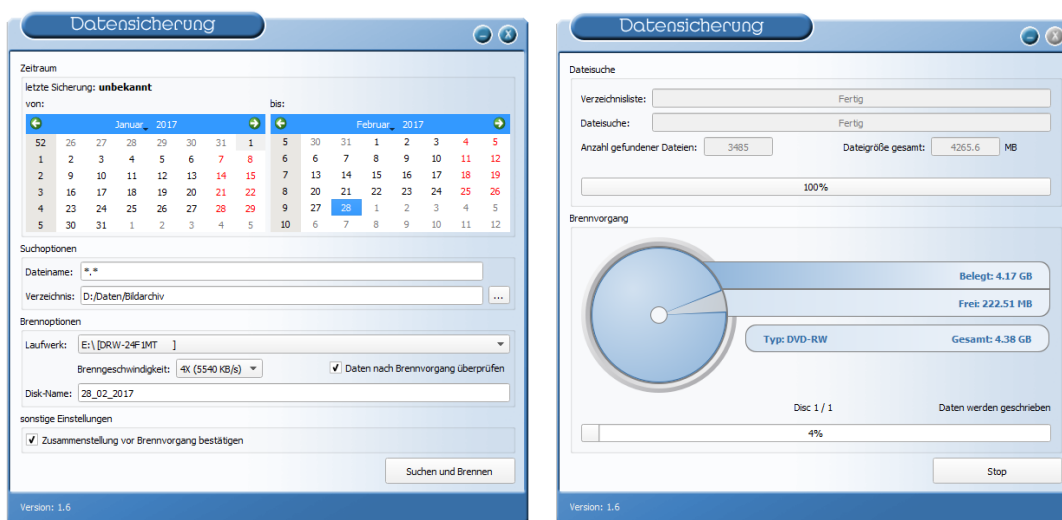 Datensicherung
Zeitraum
letzte Sicherung: unbekannt
von: bis:
Januar 2017 Februar 2017
52 26 27 28 29 30 31 1 5 30 31 1 2 3 4 5
1 2 3 4 5 6 7 8 6 6 7 8 9 10 11 12
2 9 10 11 12 13 14 15 7 13 14 15 16 17 18 19
3 16 17 18 19 20 21 22 8 20 21 22 23 24 25 26
4 23 24 25 26 27 28 29 9 27 28 1 2 3 4 5
5 30 31 1 2 3 4 5 10 6 7 8 9 10 11 12
Suchoptionen
Dateiname: *.*
Verzeichnis: D:/Daten/Bildarchiv ...
Brennoptionen
Laufwerk: E:\ [DRW-24F1MT ]
Brenngeschwindigkeit: 4X (5540 KB/s) Daten nach Brennvorgang überprüfen
Disk-Name: 28_02_2017
sonstige Einstellungen
Zusammenstellung vor Brennvorgang bestätigen
Suchen und Brennen
Version: 1.6
Datensicherung
Dateisuche
Verzeichnisliste: Fertig
Dateisuche: Fertig
Anzahl gefundener Dateien: 3485 Dateigröße gesamt: 4265.6 MB
100%
Brennvorgang
Belegt: 4.17 GB
Frei: 222.51 MB
Typ: DVD-RW Gesamt: 4.38 GB
Disc 1 / 1 Daten werden geschrieben
4%
Stop
Version: 1.6